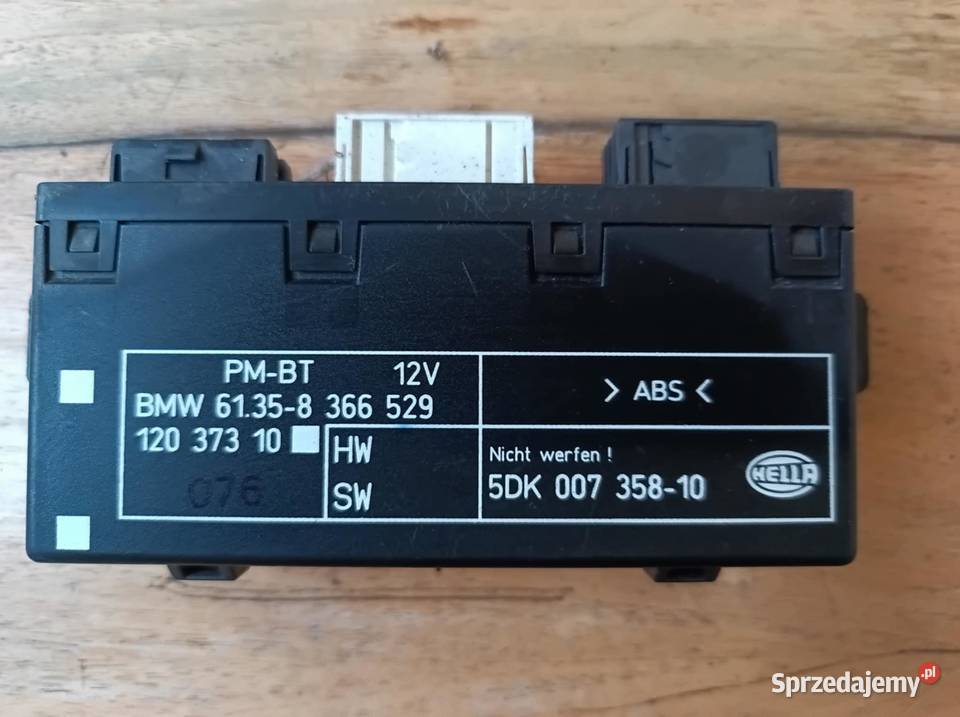 PM-BT 12V
BMW 61.35-8 366 529
120 373 10
076
HW
SW
> ABS <
Nicht werfen !
5DK 007 358-10
HELLA
Sprzedajemy.pl